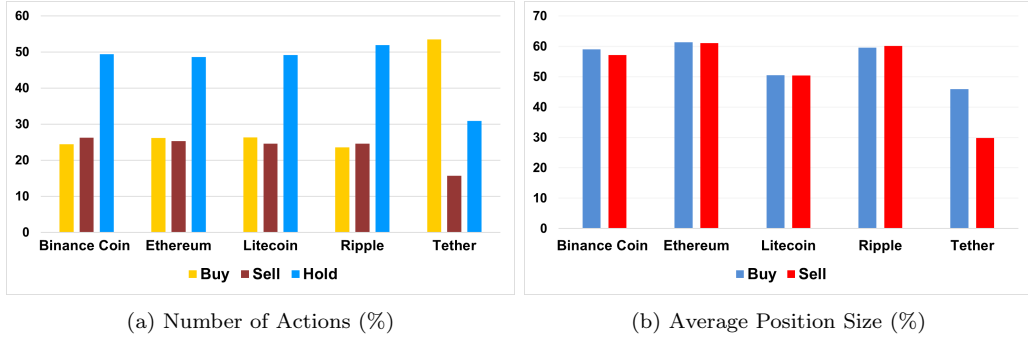 60
50
40
30
20
10
0
Binance Coin Ethereum Litecoin Ripple Tether
Buy Sell Hold
(a) Number of Actions (%)
70
60
50
40
30
20
10
0
Binance Coin Ethereum Litecoin Ripple Tether
Buy Sell
(b) Average Position Size (%)